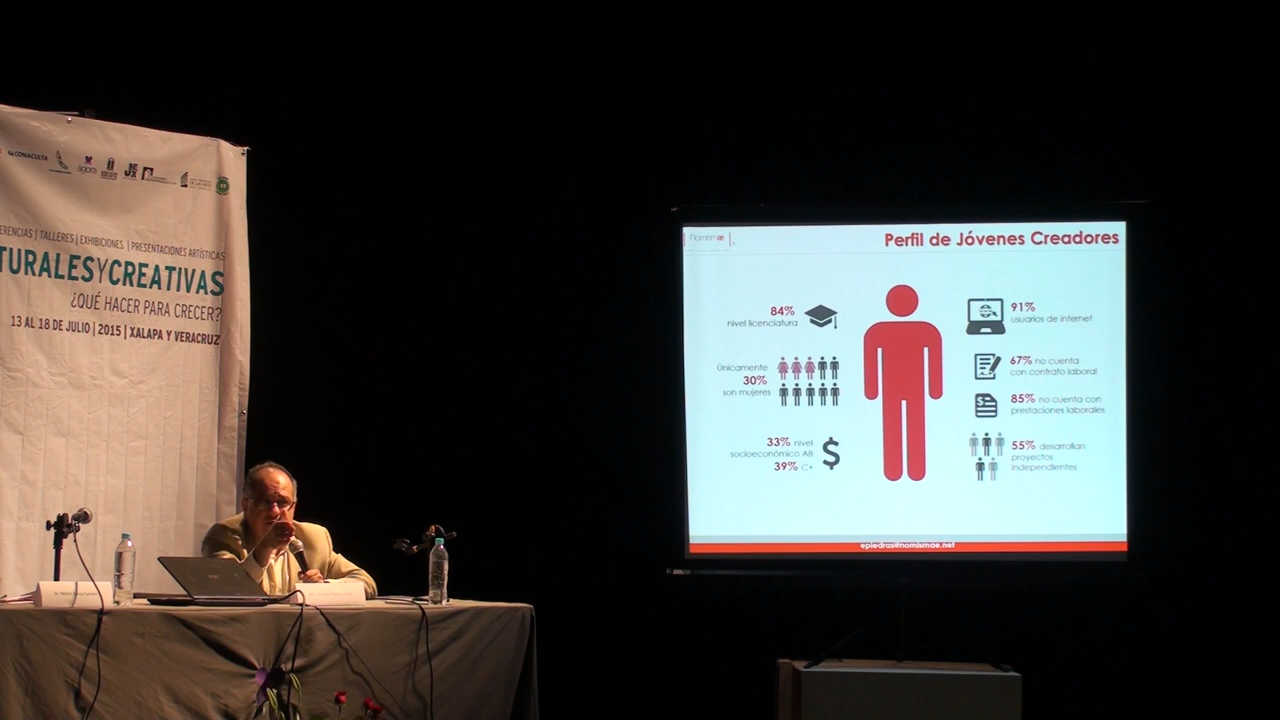 CONACULTA
ágora
ERENCIAS | TALLERES | EXHIBICIONES | PRESENTACIONES ARTÍSTICAS
TURALESYCREATIVAS
¿QUÉ HACER PARA CRECER?
13 AL 18 DE JULIO | 2015 | XALAPA Y VERACRUZ
nomismae
Perfil de Jóvenes Creadores
84%
nivel licenciatura
Únicamente
30%
son mujeres
33% nivel
socioeconómico AB
39% C+
91%
usuarios de internet
67% no cuenta
con contrato laboral
85% no cuenta con
prestaciones laborales
55% desarrollan
proyectos
independientes
epiedras@nomismae.net